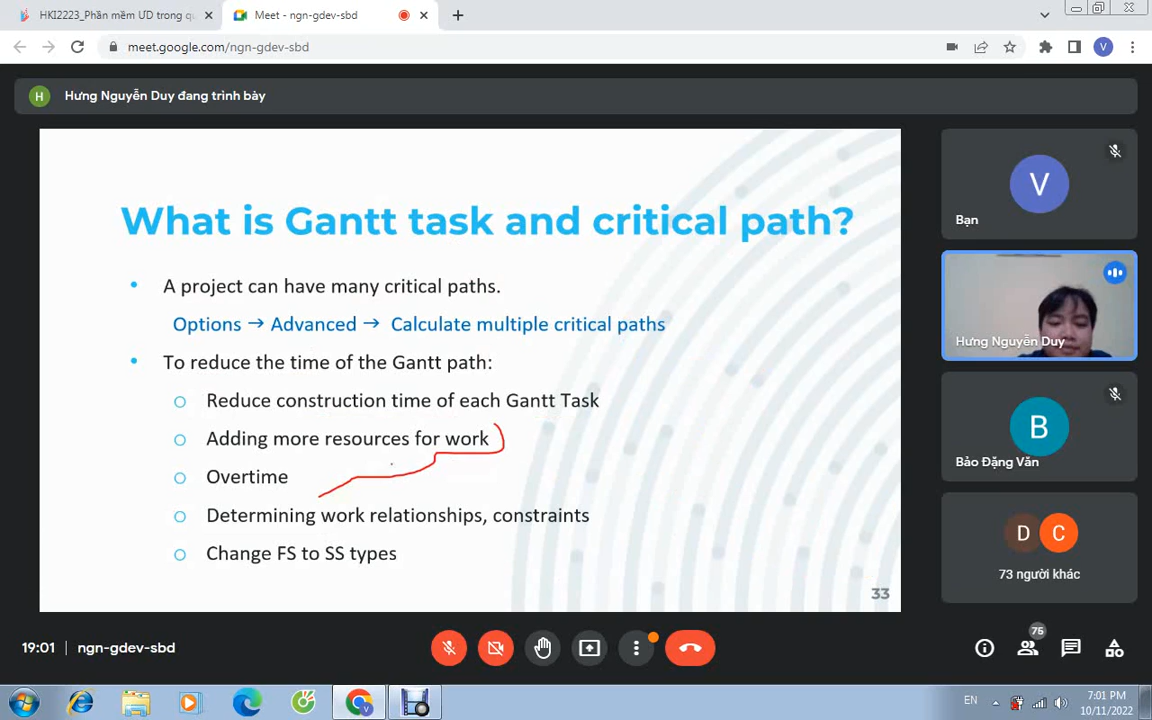 HKI2223_Phần mềm ƯD trong qu
Meet - ngn-gdev-sbd
meet.google.com/ngn-gdev-sbd
V
H
Hưng Nguyễn Duy đang trình bày
What is Gantt task and critical path?
• A project can have many critical paths.
Options → Advanced → Calculate multiple critical paths
• To reduce the time of the Gantt path:
o Reduce construction time of each Gantt Task
o Adding more resources for work
o Overtime
o Determining work relationships, constraints
o Change FS to SS types
33
V
Bạn
Hưng Nguyễn Duy
B
Bảo Đặng Văn
D C
73 người khác
19:01 | ngn-gdev-sbd
75
EN
7:01 PM
10/11/2022